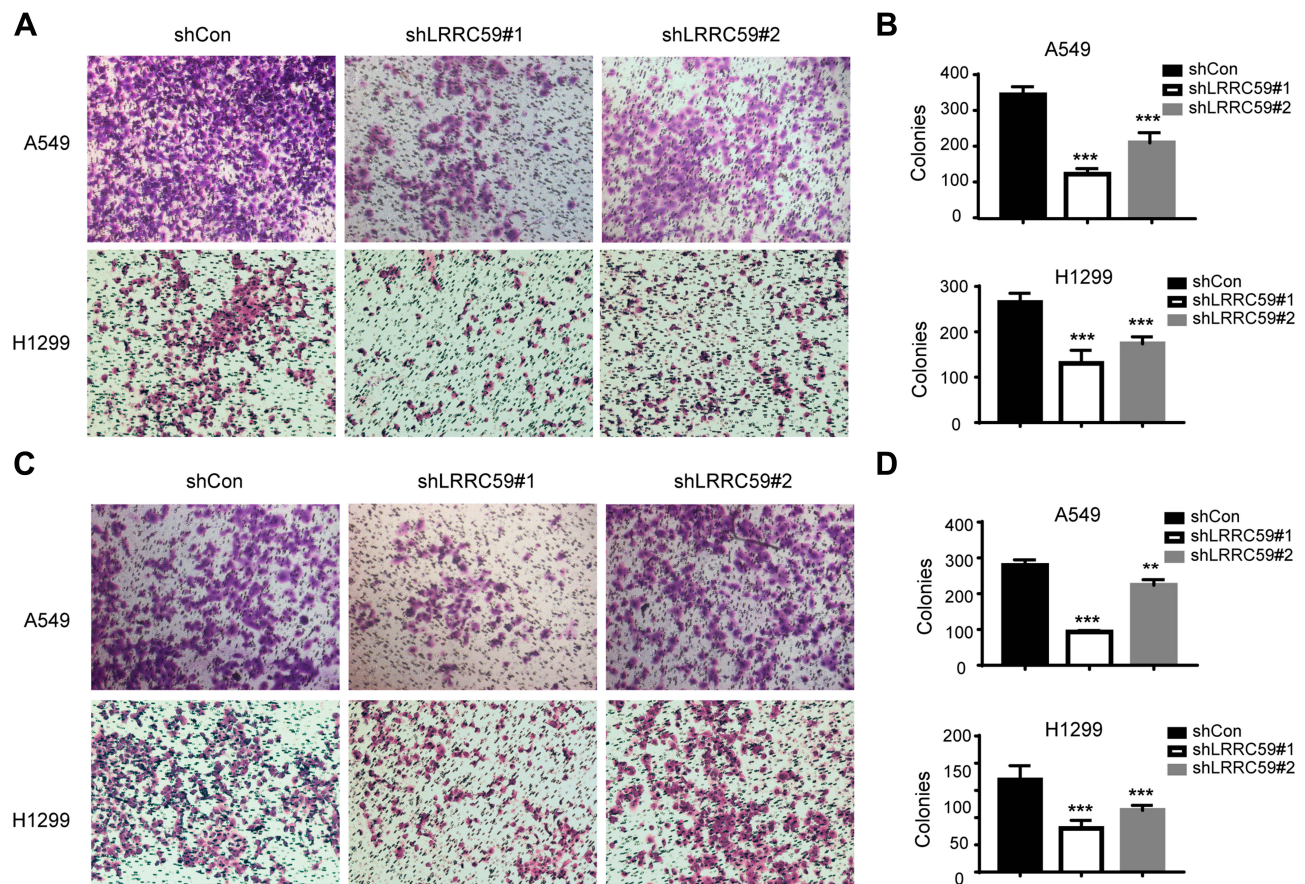 A
shCon shLRRC59#1 shLRRC59#2
A549
H1299
B
A549
shCon
shLRRC59#1
shLRRC59#2
Colonies
400
300
200
100
0
***
***
H1299
shCon
shLRRC59#1
shLRRC59#2
Colonies
300
200
100
0
***
***
C
shCon shLRRC59#1 shLRRC59#2
A549
H1299
D
A549
shCon
shLRRC59#1
shLRRC59#2
Colonies
400
300
200
100
0
***
**
H1299
shCon
shLRRC59#1
shLRRC59#2
Colonies
200
150
100
50
0
***
***